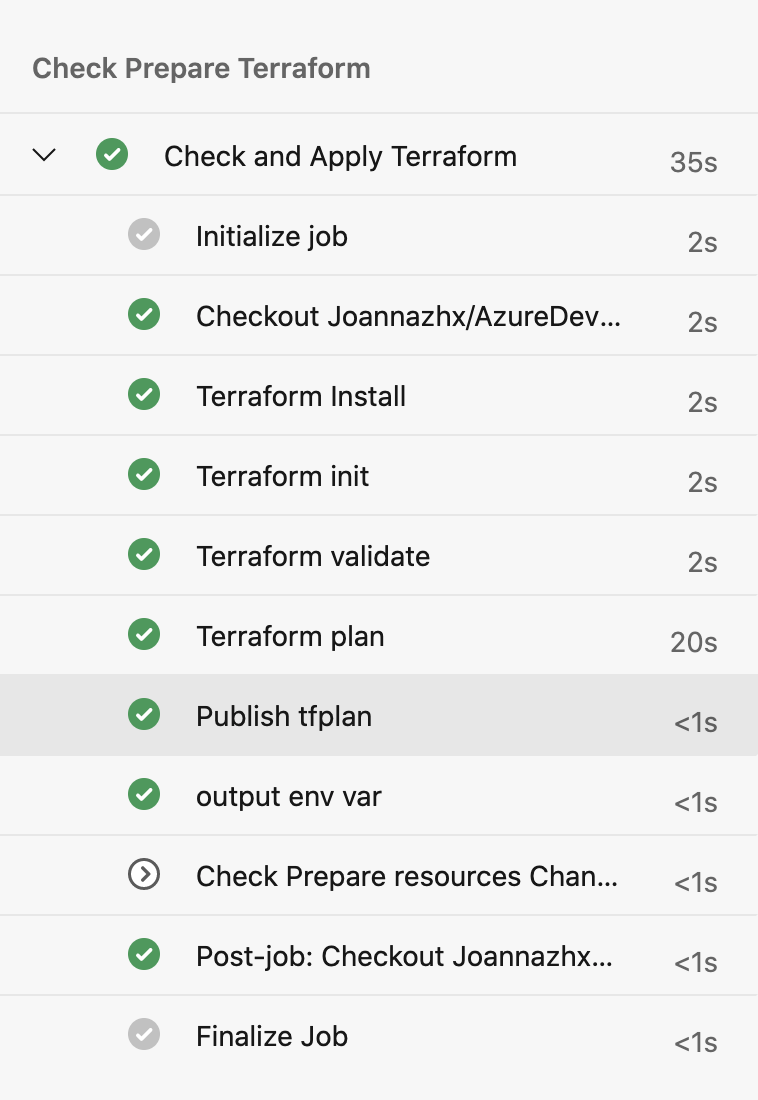 Check Prepare Terraform
Check and Apply Terraform 35s
Initialize job 2s
Checkout Joannazhx/AzureDev... 2s
Terraform Install 2s
Terraform init 2s
Terraform validate 2s
Terraform plan 20s
Publish tfplan <1s
output env var <1s
Check Prepare resources Chan... <1s
Post-job: Checkout Joannazhx... <1s
Finalize Job <1s